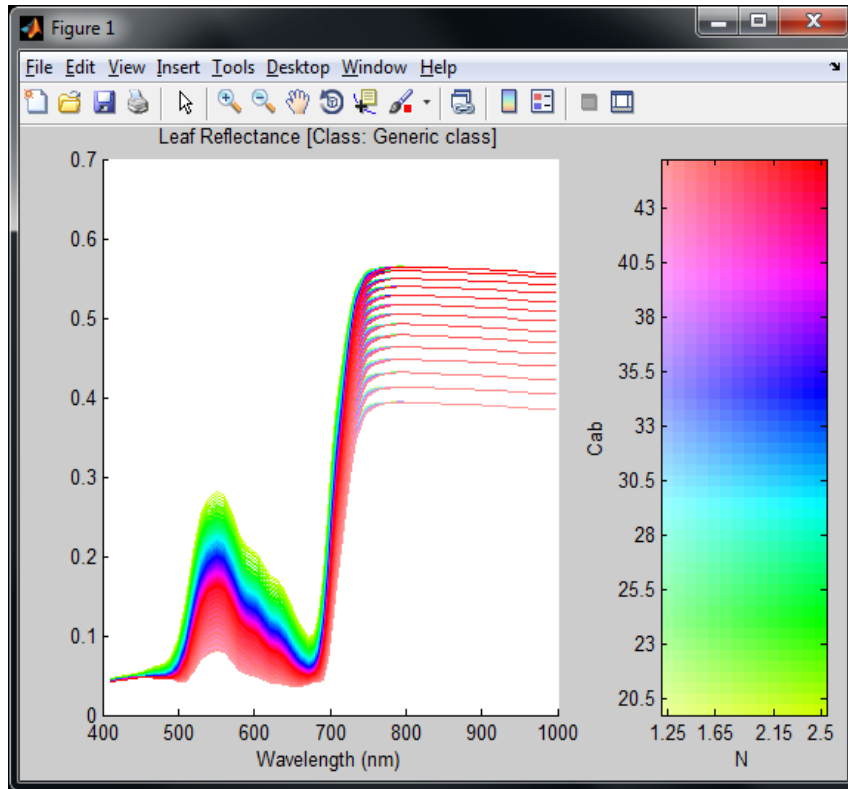 Figure 1
File Edit View Insert Tools Desktop Window Help
Leaf Reflectance [Class: Generic class]
0.7
0.6
0.5
0.4
0.3
0.2
0.1
0
400 500 600 700 800 900 1000
Wavelength (nm)
43
40.5
38
35.5
33
30.5
28
25.5
23
20.5
Cab
1.25 1.65 2.15 2.5
N